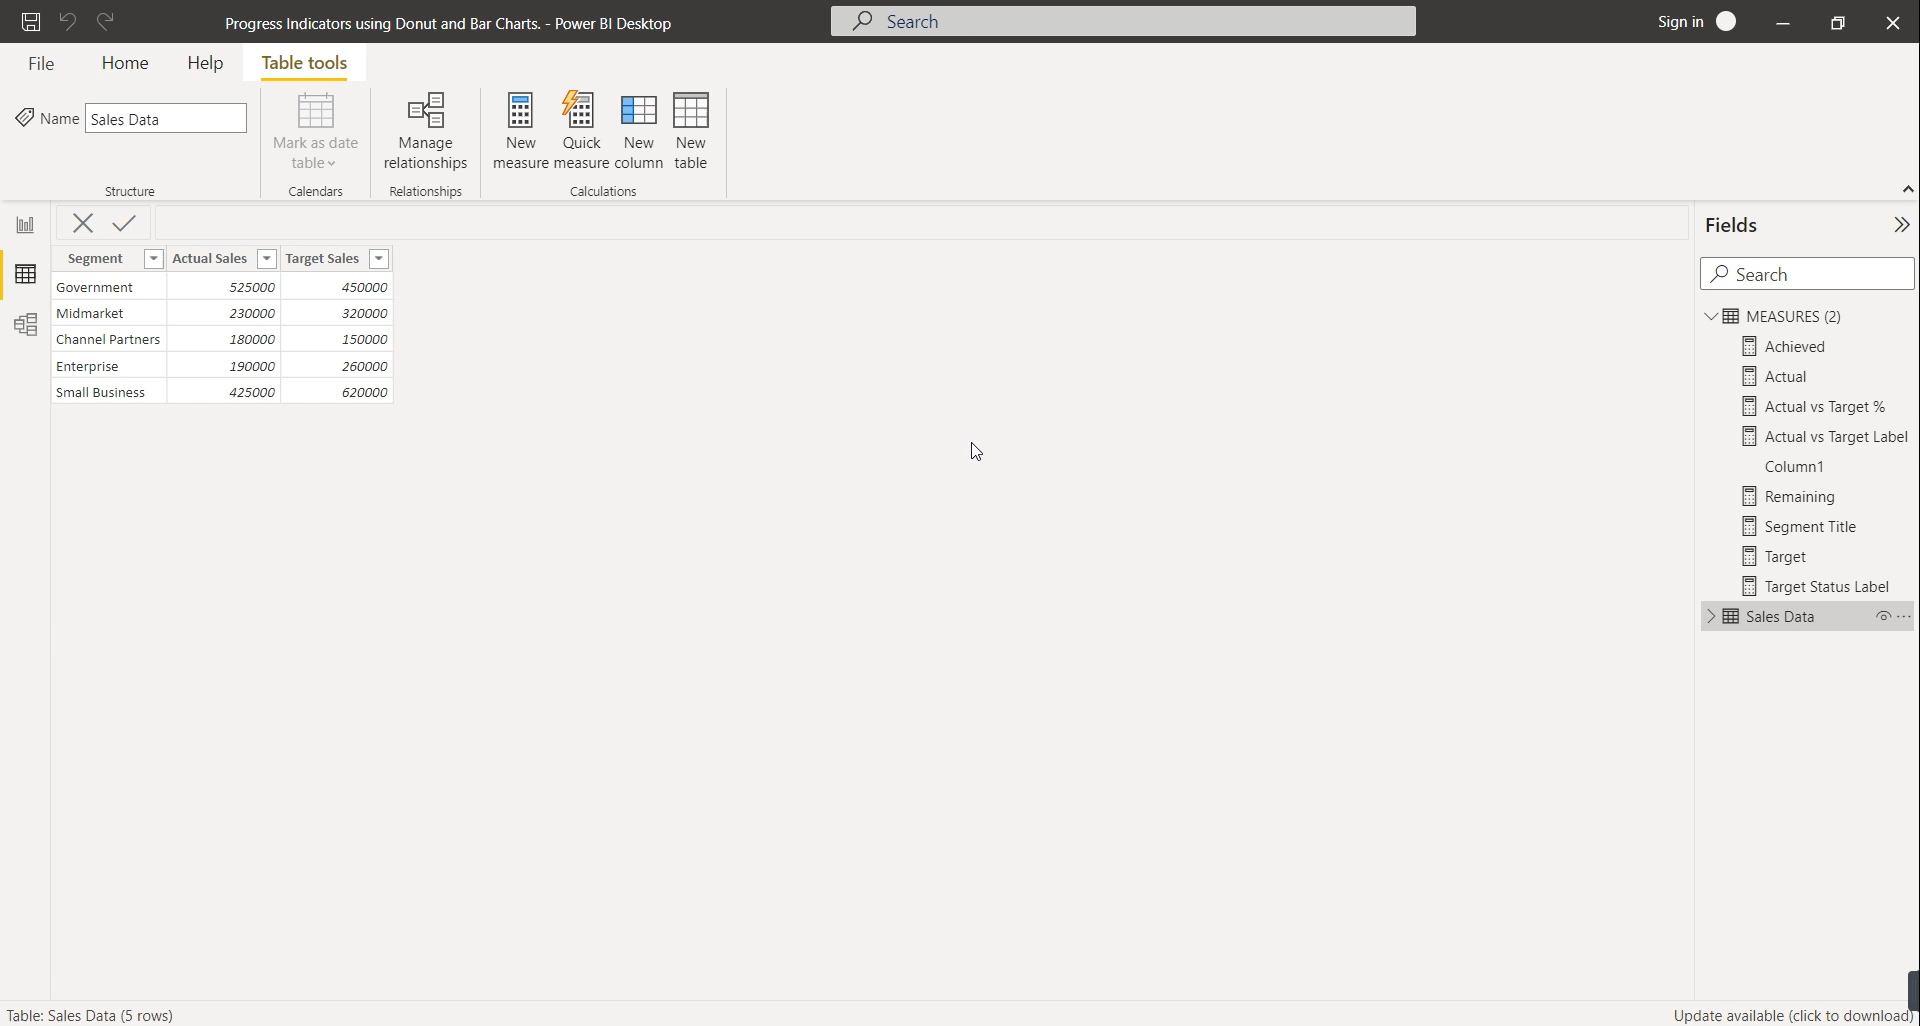 Progress Indicators using Donut and Bar Charts. - Power BI Desktop
Search
Sign in
File Home Help Table tools
Name Sales Data
Mark as date table
Manage relationships
New measure
Quick measure
New column
New table
Structure Calendars Relationships Calculations
Segment Actual Sales Target Sales
Government 525000 450000
Midmarket 230000 320000
Channel Partners 180000 150000
Enterprise 190000 260000
Small Business 425000 620000
Fields
Search
MEASURES (2)
Achieved
Actual
Actual vs Target %
Actual vs Target Label
Column1
Remaining
Segment Title
Target
Target Status Label
Sales Data
Table: Sales Data (5 rows)
Update available (click to download)